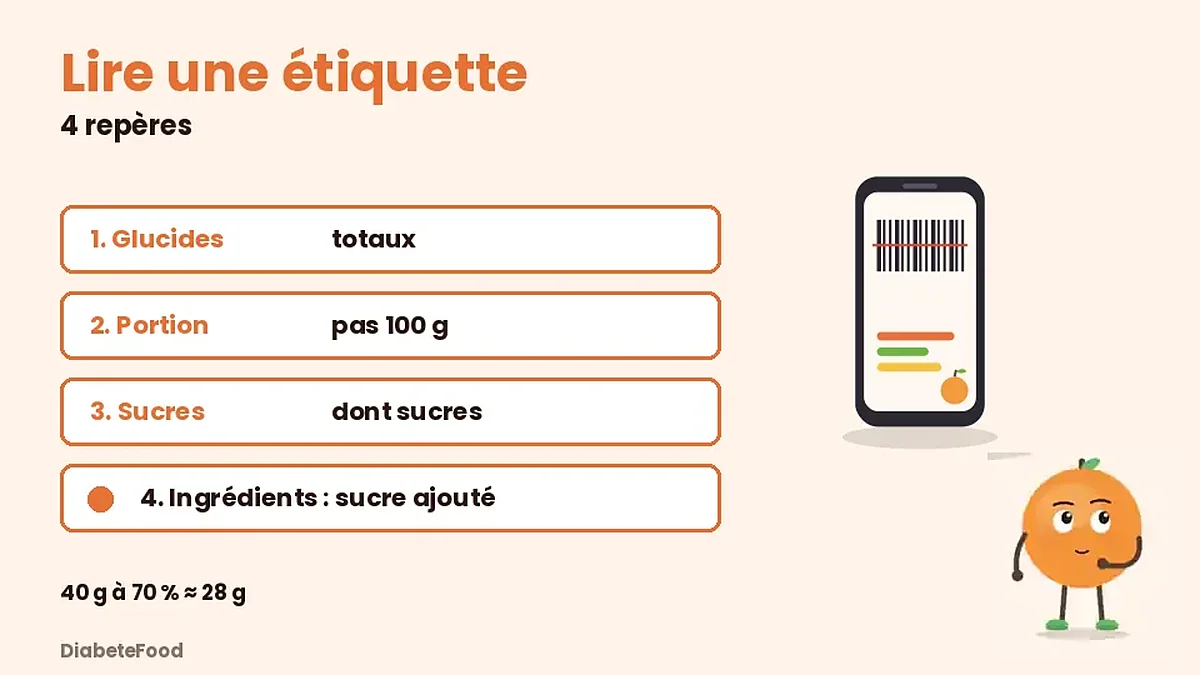 Lire une étiquette
4 repères
1. Glucides totaux
2. Portion pas 100 g
3. Sucres dont sucres
4. Ingrédients : sucre ajouté
40 g à 70 % ≈ 28 g
DiabeteFood